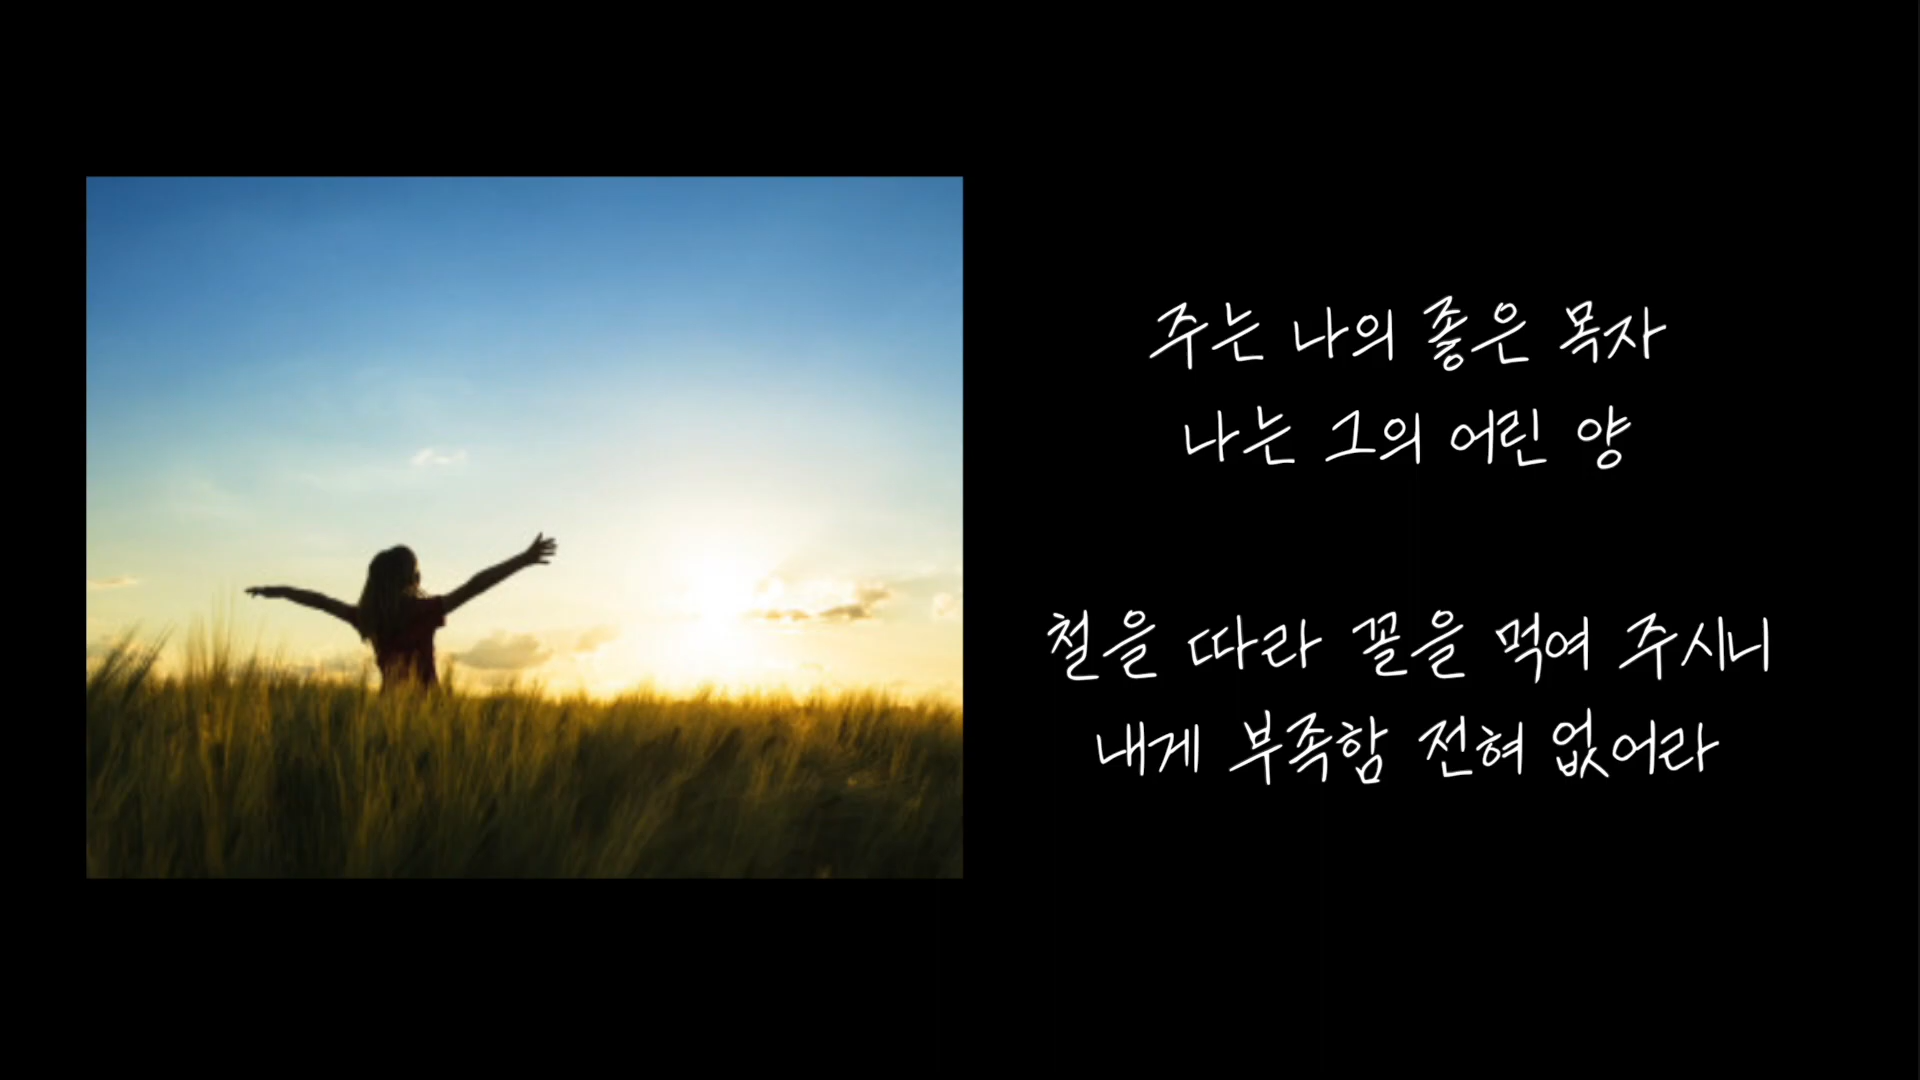 주는 나의 좋은 목자
나는 그의 어린 양
철을 따라 꼴을 먹여 주시니
내게 부족함 전혀 없어라